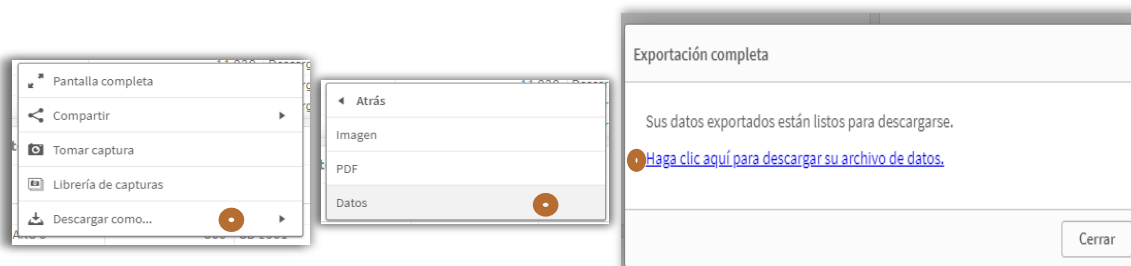 Pantalla completa
Compartir
Tomar captura
Librería de capturas
Descargar como...
Atrás
Imagen
PDF
Datos
Exportación completa
Sus datos exportados están listos para descargarse.
Haga clic aquí para descargar su archivo de datos.
Cerrar